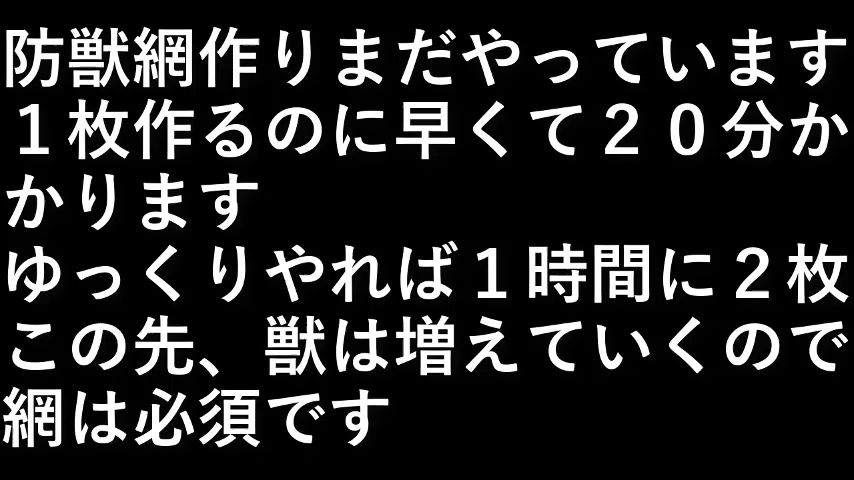 防獣網作りまだやっています
１枚作るのに早くて２０分か
かります
ゆっくりやれば１時間に２枚
この先、獣は増えていくので
網は必須です